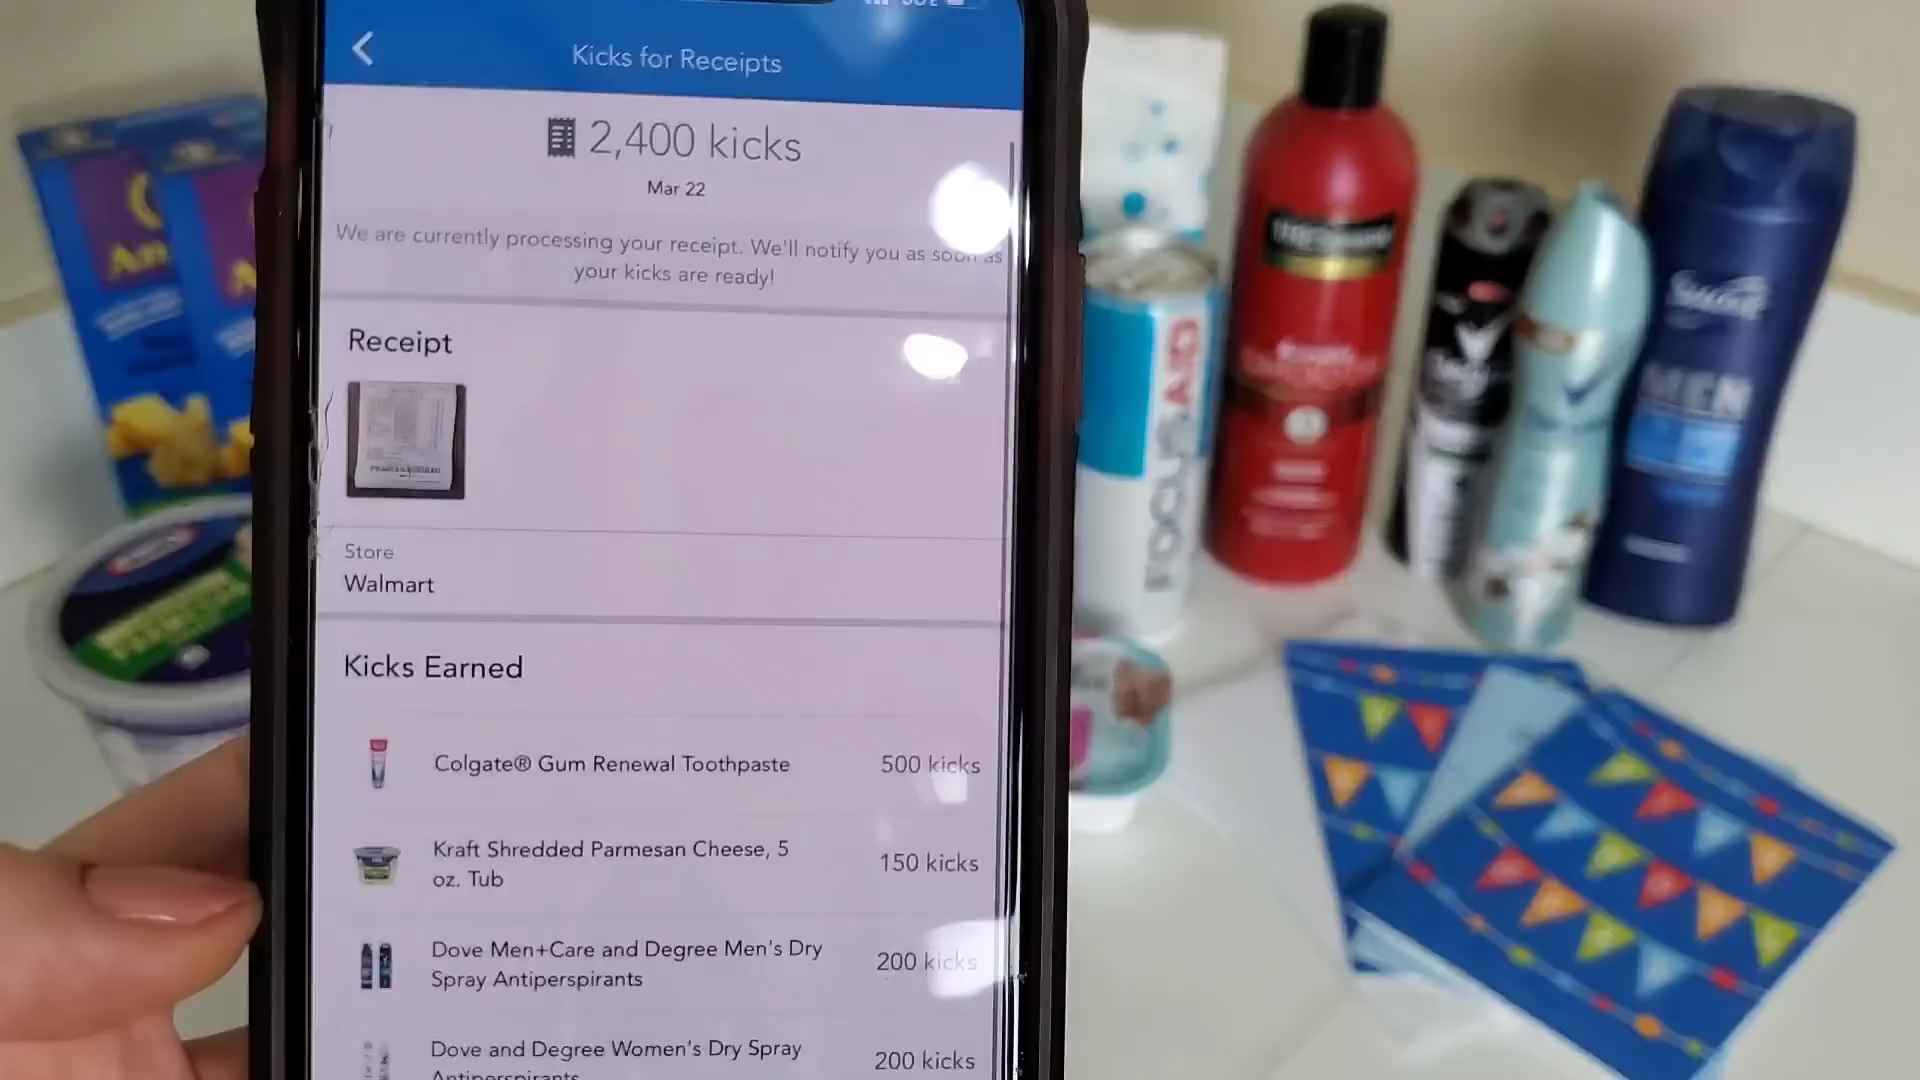 Kicks for Receipts
2,400 kicks
Mar 22
We are currently processing your receipt. We'll notify you as soon as
your kicks are ready!
Receipt
Store
Walmart
Kicks Earned
Colgate® Gum Renewal Toothpaste
500 kicks
Kraft Shredded Parmesan Cheese, 5
oz. Tub
150 kicks
Dove Men+Care and Degree Men's Dry
Spray Antiperspirants
200 kicks
Dove and Degree Women's Dry Spray
Antiperspirants
200 kicks
FOCUSAID
Suave
MEN